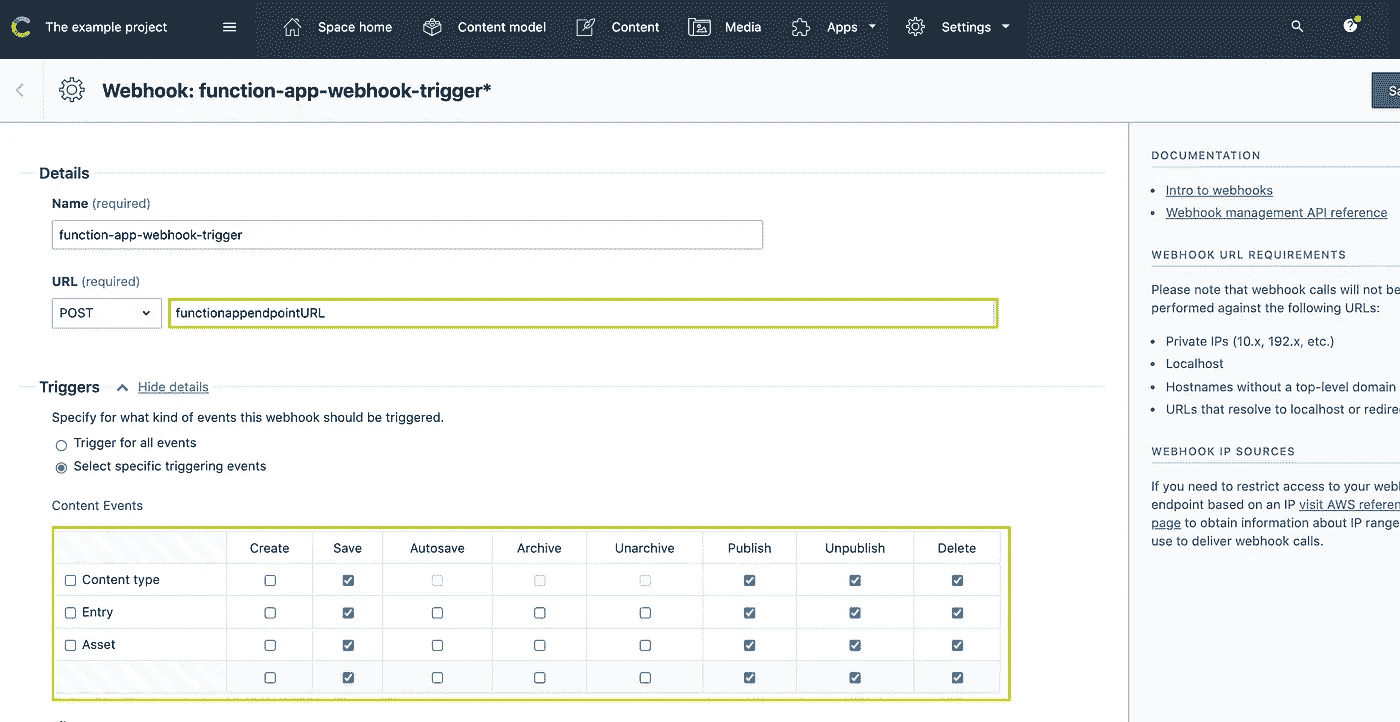 The example project
Space home
Content model
Content
Media
Apps
Settings
Webhook: function-app-webhook-trigger*
Details
Name (required)
function-app-webhook-trigger
URL (required)
POST
functionappendpointURL
Triggers
Hide details
Specify for what kind of events this webhook should be triggered.
Trigger for all events
Select specific triggering events
Content Events
Create Save Autosave Archive Unarchive Publish Unpublish Delete
Content type
Entry
Asset
DOCUMENTATION
Intro to webhooks
Webhook management API reference
WEBHOOK URL REQUIREMENTS
Please note that webhook calls will not be
performed against the following URLs:
Private IPs (10.x, 192.x, etc.)
Localhost
Hostnames without a top-level domain
URLs that resolve to localhost or
WEBHOOK IP SOURCES
If you need to restrict access to your
endpoint based on an IP visit AWS
page to obtain information about IP range
use to deliver webhook calls.